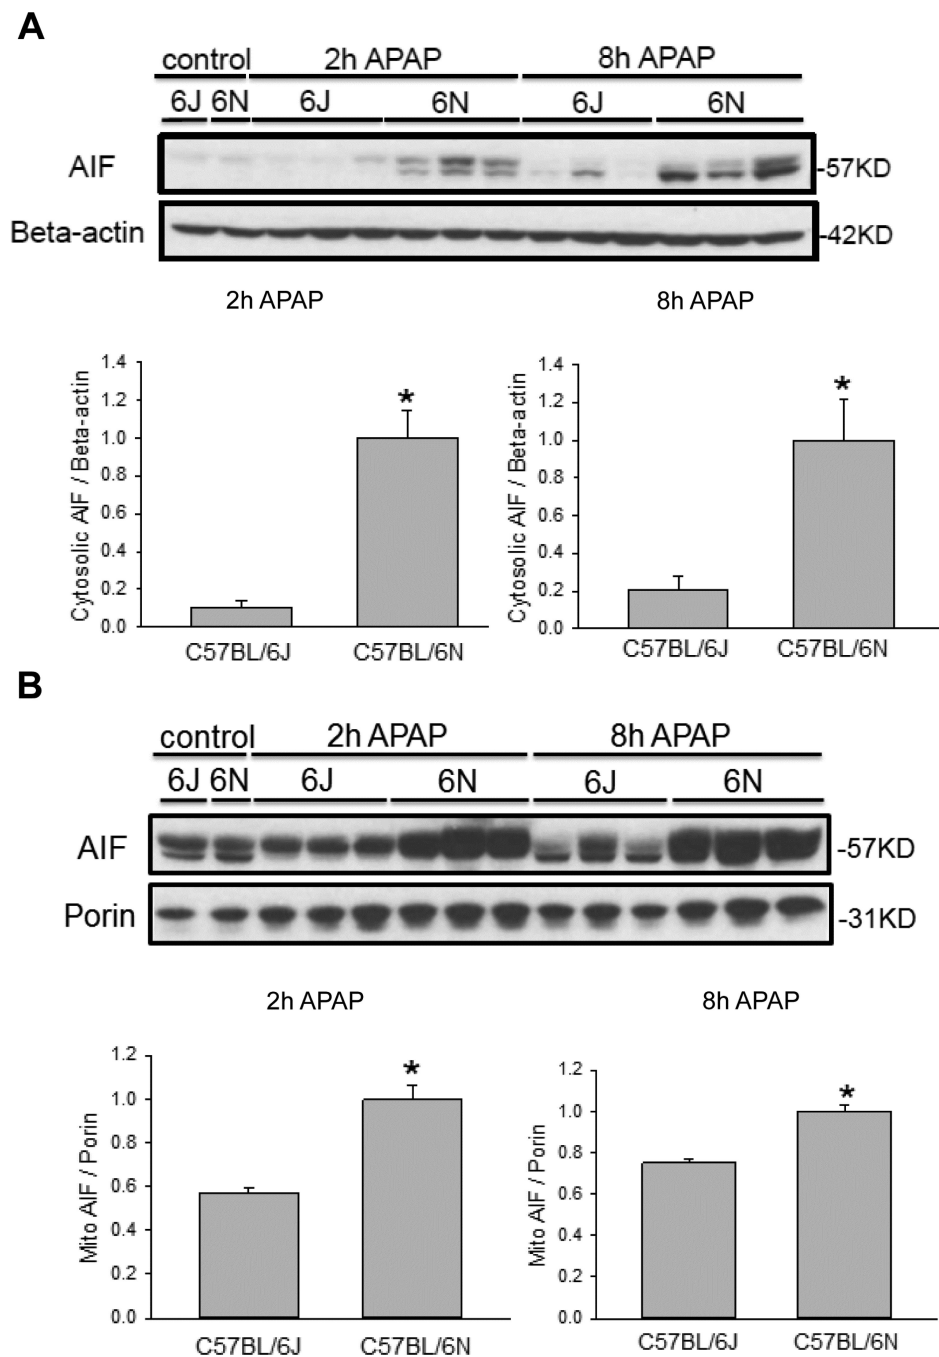 A
control 2h APAP 8h APAP
6J 6N 6J 6N 6J 6N
AIF -57KD
Beta-actin -42KD
2h APAP 8h APAP
Cytosolic AIF / Beta-actin
1.4
1.2
1.0
0.8
0.6
0.4
0.2
0.0
*
C57BL/6J C57BL/6N
Cytosolic AIF / Beta-actin
1.4
1.2
1.0
0.8
0.6
0.4
0.2
0.0
*
C57BL/6J C57BL/6N
B
control 2h APAP 8h APAP
6J 6N 6J 6N 6J 6N
AIF -57KD
Porin -31KD
2h APAP 8h APAP
Mito AIF / Porin
1.2
1.0
0.8
0.6
0.4
0.2
0.0
*
C57BL/6J C57BL/6N
Mito AIF / Porin
1.2
1.0
0.8
0.6
0.4
0.2
0.0
*
C57BL/6J C57BL/6N